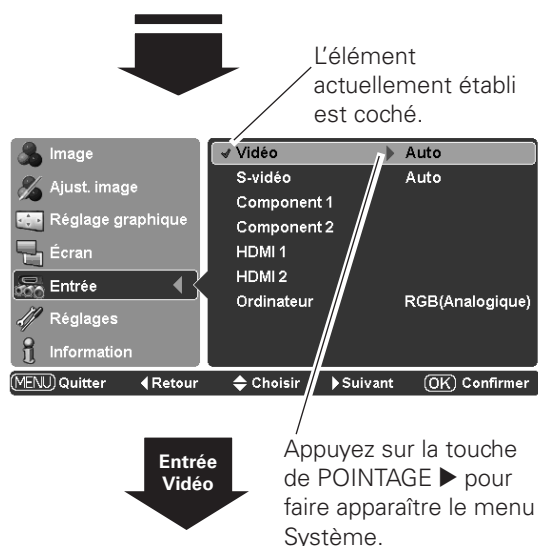 L'élément
actuellement établi
est coché.
Image
Ajust. image
Réglage graphique
Écran
Entrée
Réglages
Information
✓ Vidéo ▶ Auto
S-vidéo Auto
Component 1
Component 2
HDMI 1
HDMI 2
Ordinateur RGB(Analogique)
MENU Quitter ◀Retour Choisir ▶Suivant OK Confirmer
Entrée
Vidéo
Appuyez sur la touche
de POINTAGE ▶ pour
faire apparaître le menu
Système.